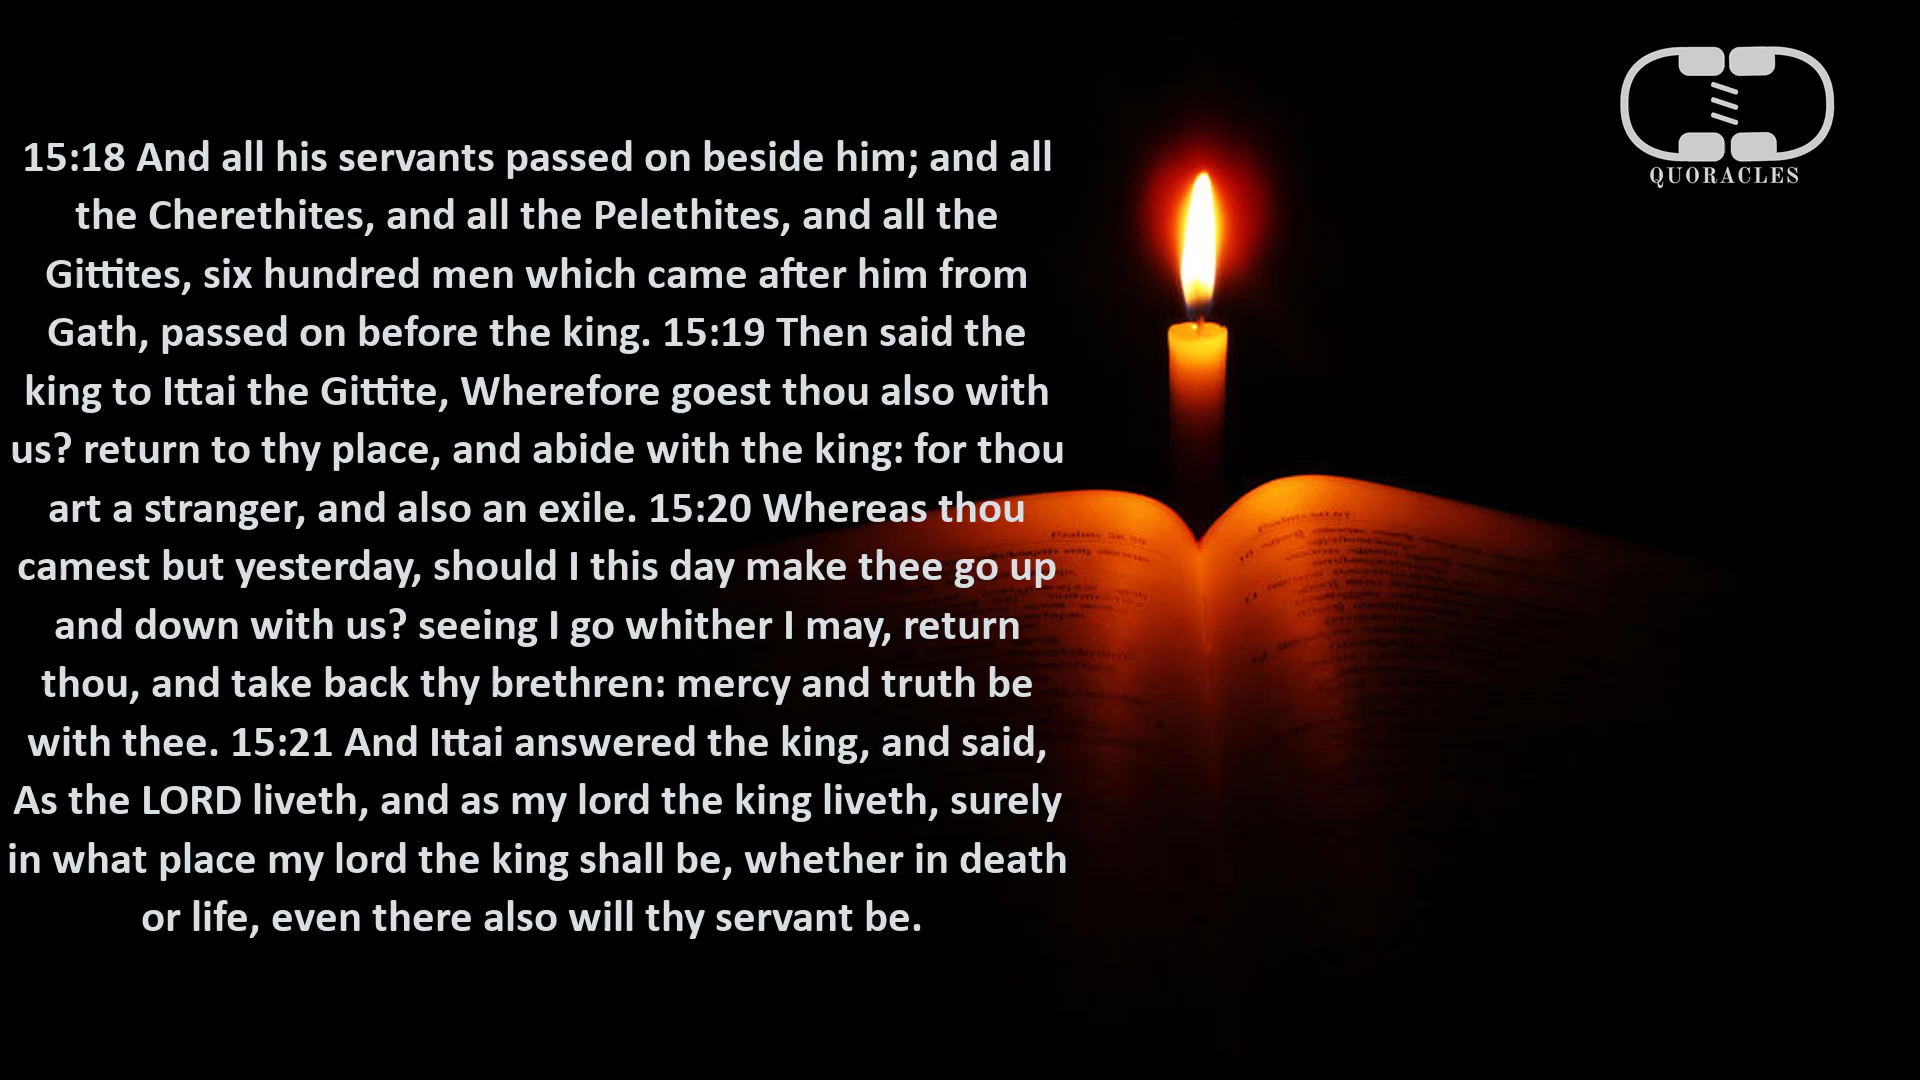 15:18 And all his servants passed on beside him; and all
the Cherethites, and all the Pelethites, and all the
Gittites, six hundred men which came after him from
Gath, passed on before the king. 15:19 Then said the
king to Ittai the Gittite, Wherefore goest thou also with
us? return to thy place, and abide with the king: for thou
art a stranger, and also an exile. 15:20 Whereas thou
camest but yesterday, should I this day make thee go up
and down with us? seeing I go whither I may, return
thou, and take back thy brethren: mercy and truth be
with thee. 15:21 And Ittai answered the king, and said,
As the LORD liveth, and as my lord the king liveth, surely
in what place my lord the king shall be, whether in death
or life, even there also will thy servant be.
QUORACLES